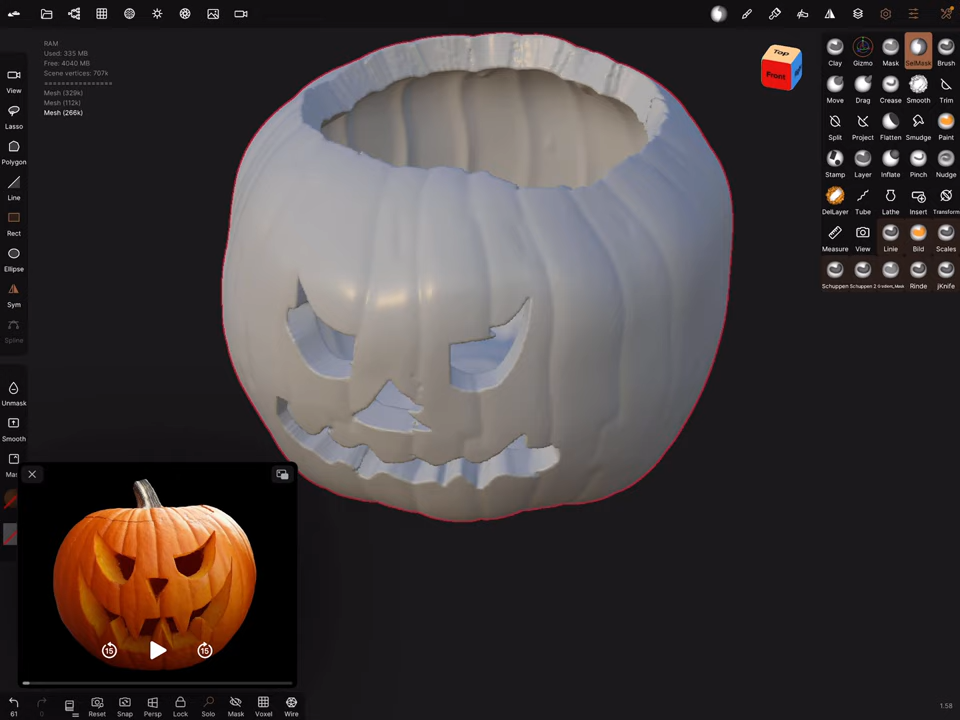 RAM
Used: 335 MB
Free: 4040 MB
Scene vertices: 707k
===============
Mesh (329k)
Mesh (112k)
Mesh (266k)
Top
Front
View
Lasso
Polygon
Line
Rect
Ellipse
Sym
Spline
Unmask
Smooth
Clay Gizmo Mask SelMask Brush
Move Drag Crease Smooth Trim
Split Project Flatten Smudge Paint
Stamp Layer Inflate Pinch Nudge
DelLayer Tube Lathe Insert Transform
Measure View Linie Bild Scales
Schuppen Schuppen 2 Rinde jKnife
15 15
61 Reset Snap Persp Lock Solo Mask Voxel Wire
1.58